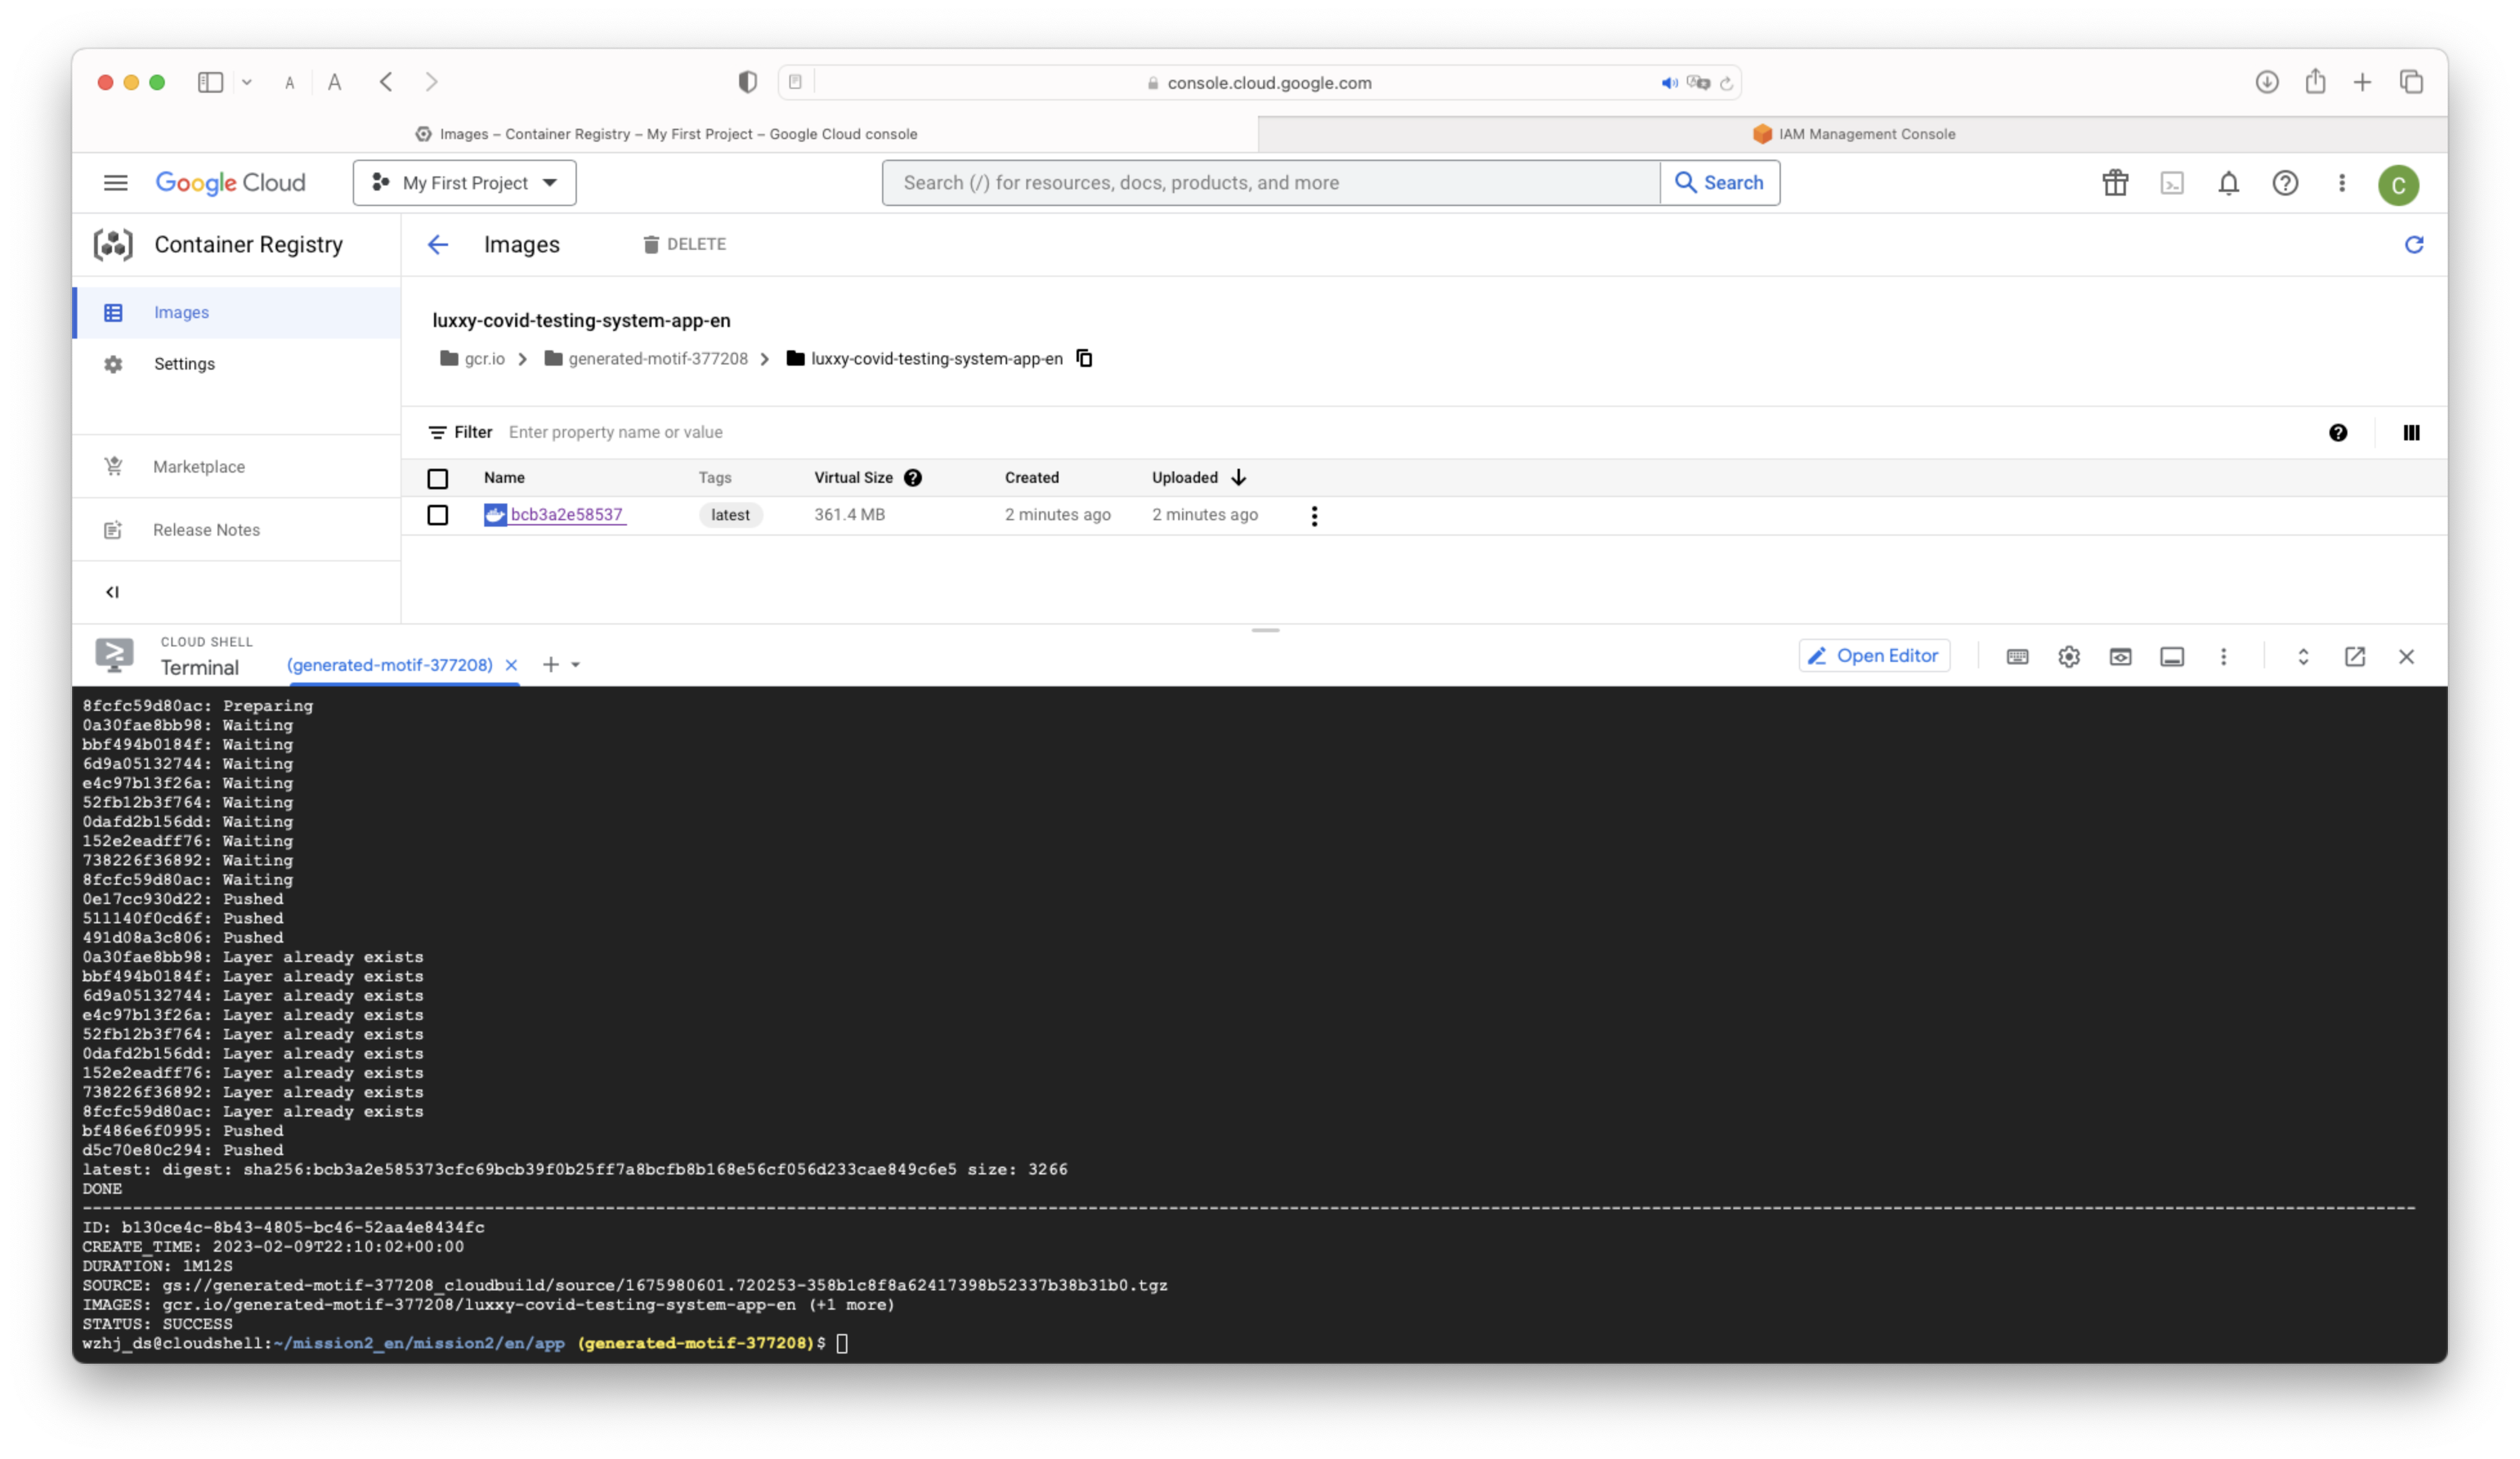 A A console.cloud.google.com
Images – Container Registry – My First Project – Google Cloud console IAM Management Console
Google Cloud My First Project Search (/) for resources, docs, products, and more Search C
Container Registry Images DELETE
Images
Settings
Marketplace
Release Notes
luxxy-covid-testing-system-app-en
gcr.io generated-motif-377208 luxxy-covid-testing-system-app-en
Filter Enter property name or value
Name Tags Virtual Size Created Uploaded
bcb3a2e58537 latest 361.4 MB 2 minutes ago 2 minutes ago
CLOUD SHELL
Terminal (generated-motif-377208) Open Editor
8fcfc59d80ac: Preparing
0a30fae8bb98: Waiting
bbf494b0184f: Waiting
6d9a05132744: Waiting
e4c97b13f26a: Waiting
52fb12b3f764: Waiting
0dafd2b156dd: Waiting
152e2eadff76: Waiting
738226f36892: Waiting
8fcfc59d80ac: Waiting
0e17cc930d22: Pushed
511140f0cd6f: Pushed
491d08a3c806: Pushed
0a30fae8bb98: Layer already exists
bbf494b0184f: Layer already exists
6d9a05132744: Layer already exists
e4c97b13f26a: Layer already exists
52fb12b3f764: Layer already exists
0dafd2b156dd: Layer already exists
152e2eadff76: Layer already exists
738226f36892: Layer already exists
8fcfc59d80ac: Layer already exists
bf486e6f0995: Pushed
d5c70e80c294: Pushed
latest: digest: sha256:bcb3a2e585373cfc69bcb39f0b25ff7a8bcfb8b168e56cf056d233cae849c6e5 size: 3266
DONE
ID: b130ce4c-8b43-4805-bc46-52aa4e8434fc
CREATE_TIME: 2023-02-09T22:10:02+00:00
DURATION: 1M12S
SOURCE: gs://generated-motif-377208_cloudbuild/source/1675980601.720253-358b1c8f8a62417398b52337b38b31b0.tgz
IMAGES: gcr.io/generated-motif-377208/luxxy-covid-testing-system-app-en (+1 more)
STATUS: SUCCESS
wzhj_ds@cloudshell:~/mission2_en/mission2/en/app (generated-motif-377208)$